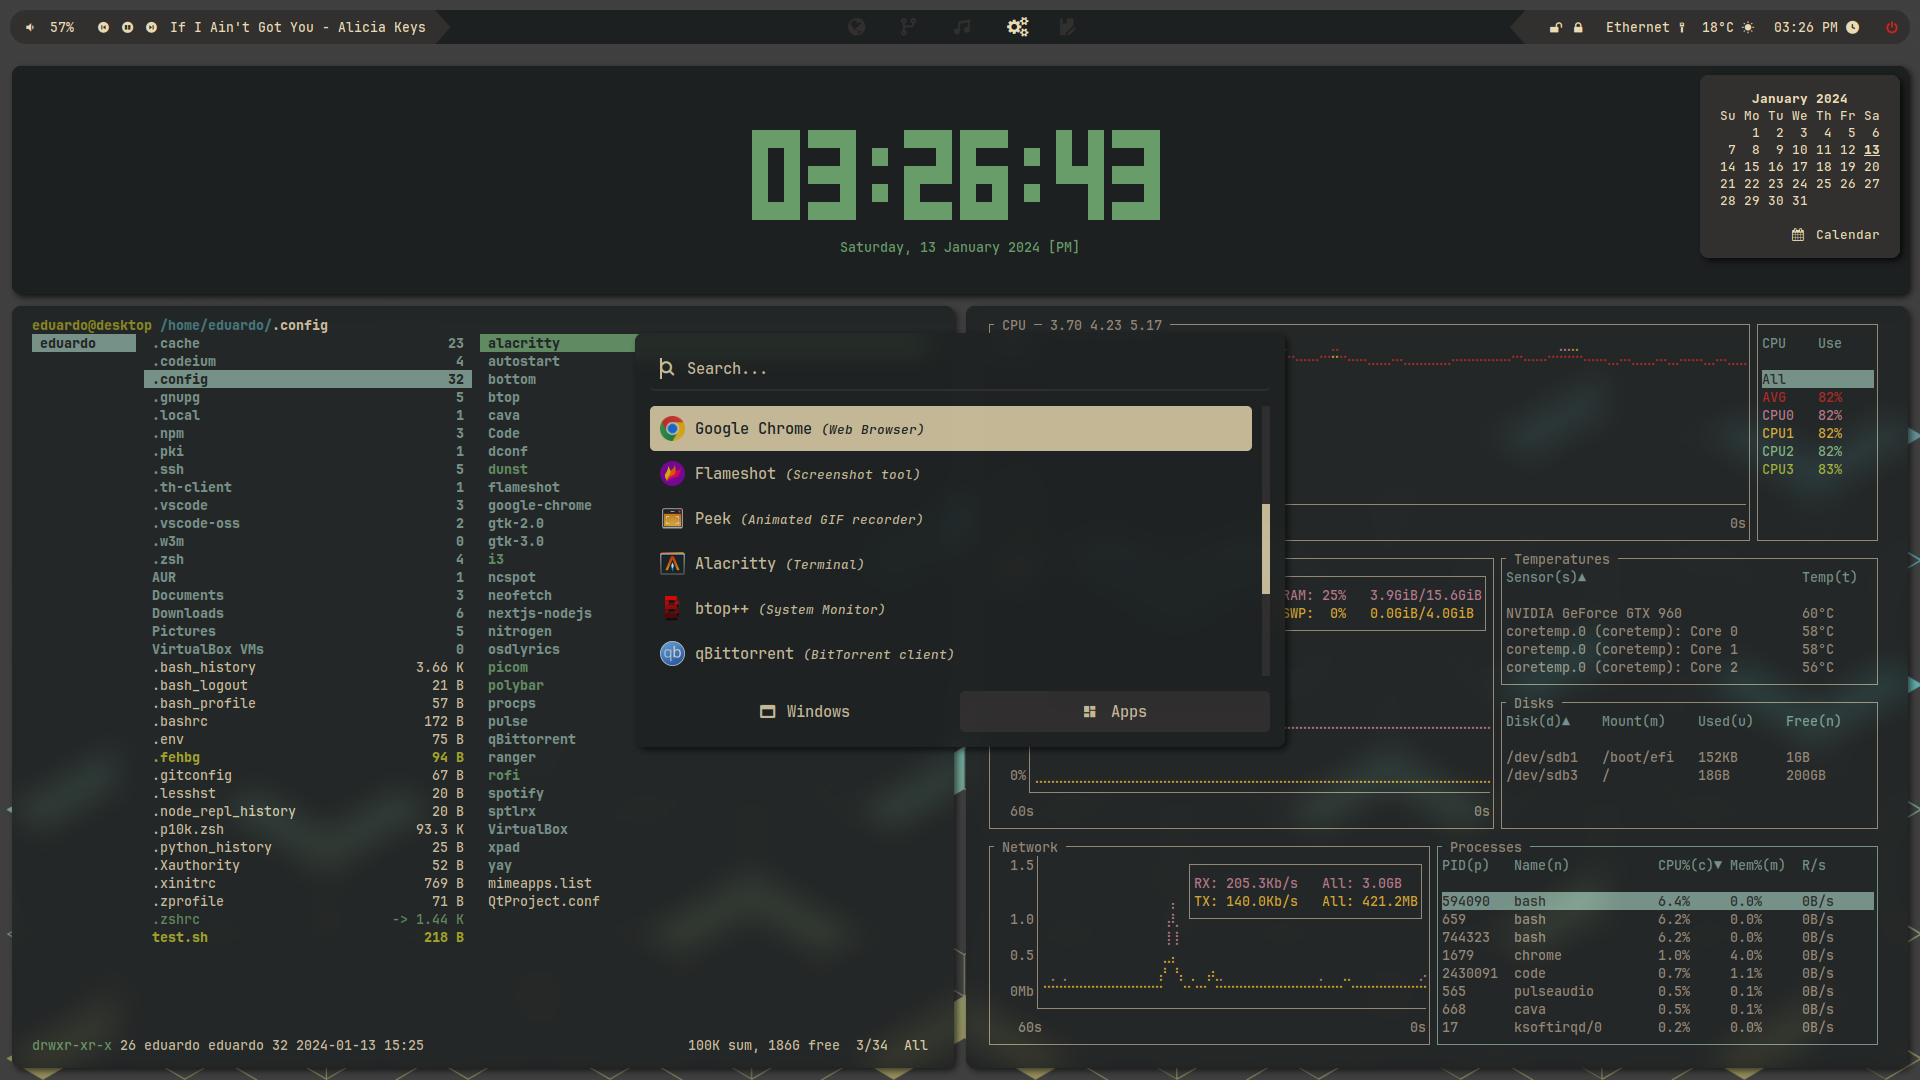 57% If I Ain't Got You - Alicia Keys
Ethernet 18°C 03:26 PM
January 2024
Su Mo Tu We Th Fr Sa
1 2 3 4 5 6
7 8 9 10 11 12 13
14 15 16 17 18 19 20
21 22 23 24 25 26 27
28 29 30 31
Calendar
03:26:43
Saturday, 13 January 2024 [PM]
eduardo@desktop /home/eduardo/.config
eduardo
.cache 23
.codeium 4
.config 32
.gnupg 5
.local 1
.npm 3
.pki 1
.ssh 5
.th-client 1
.vscode 3
.vscode-oss 2
.w3m 0
.zsh 4
AUR 1
Documents 3
Downloads 6
Pictures 5
VirtualBox VMs 0
.bash_history 3.66 K
.bash_logout 21 B
.bash_profile 57 B
.bashrc 172 B
.env 75 B
.fehbg 94 B
.gitconfig 67 B
.lesshst 20 B
.node_repl_history 20 B
.p10k.zsh 93.3 K
.python_history 25 B
.Xauthority 52 B
.xinitrc 769 B
.zprofile 71 B
.zshrc -> 1.44 K
test.sh 218 B
alacritty
autostart
bottom
btop
cava
Code
dconf
dunst
flameshot
google-chrome
gtk-2.0
gtk-3.0
i3
ncspot
neofetch
nextjs-nodejs
nitrogen
osdlyrics
picom
polybar
procps
pulse
qBittorrent
ranger
rofi
spotify
sptlrx
VirtualBox
xpad
yay
mimeapps.list
QtProject.conf
drwxr-xr-x 26 eduardo eduardo 32 2024-01-13 15:25 100K sum, 186G free 3/34 All
Search...
Google Chrome (Web Browser)
Flameshot (Screenshot tool)
Peek (Animated GIF recorder)
Alacritty (Terminal)
btop++ (System Monitor)
qb qBittorrent (BitTorrent client)
Windows Apps
CPU — 3.70 4.23 5.17
0s
CPU Use
All
AVG 82%
CPU0 82%
CPU1 82%
CPU2 82%
CPU3 83%
RAM: 25% 3.9GiB/15.6GiB
SWP: 0% 0.0GiB/4.0GiB
0%
60s 0s
Temperatures
Sensor(s)▲ Temp(t)
NVIDIA GeForce GTX 960 60°C
coretemp.0 (coretemp): Core 0 58°C
coretemp.0 (coretemp): Core 1 58°C
coretemp.0 (coretemp): Core 2 56°C
Disks
Disk(d)▲ Mount(m) Used(u) Free(n)
/dev/sdb1 /boot/efi 152KB 1GB
/dev/sdb3 / 18GB 200GB
Network
1.5
1.0
0.5
0Mb
60s 0s
RX: 205.3Kb/s All: 3.0GB
TX: 140.0Kb/s All: 421.2MB
Processes
PID(p) Name(n) CPU%(c)▼ Mem%(m) R/s
594090 bash 6.4% 0.0% 0B/s
659 bash 6.2% 0.0% 0B/s
744323 bash 6.2% 0.0% 0B/s
1679 chrome 1.0% 4.0% 0B/s
2430091 code 0.7% 1.1% 0B/s
565 pulseaudio 0.5% 0.1% 0B/s
668 cava 0.5% 0.1% 0B/s
17 ksoftirqd/0 0.2% 0.0% 0B/s